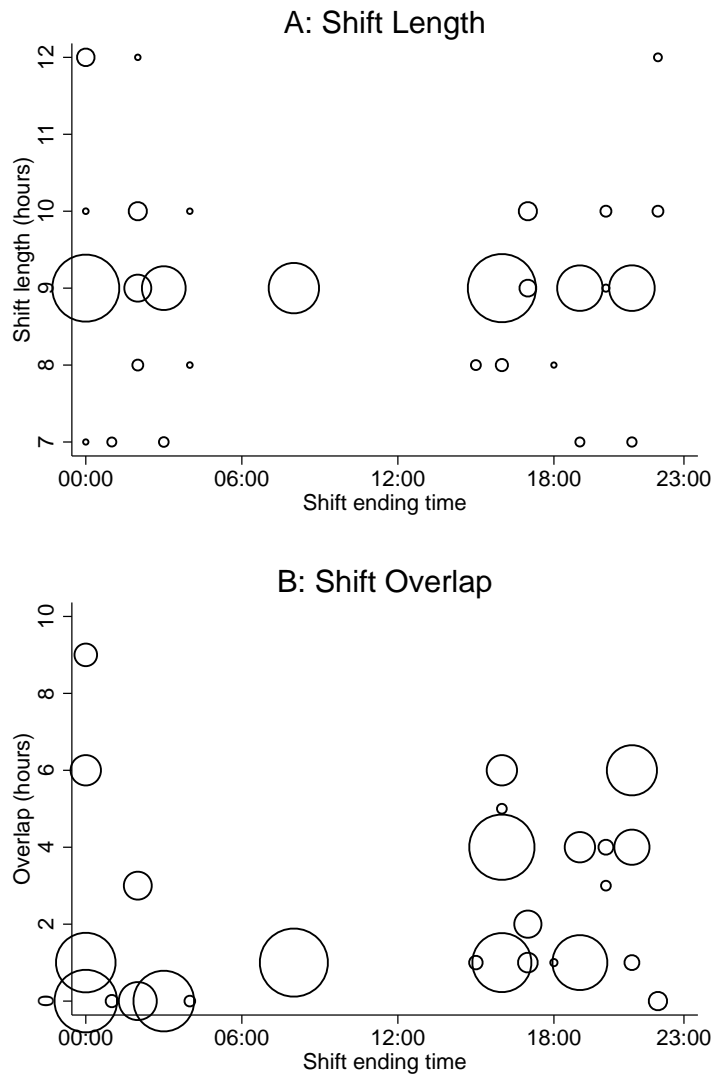 A: Shift Length
Shift length (hours)
12
11
10
9
8
7
00:00 06:00 12:00 18:00 23:00
Shift ending time
B: Shift Overlap
Overlap (hours)
10
8
6
4
2
0
00:00 06:00 12:00 18:00 23:00
Shift ending time